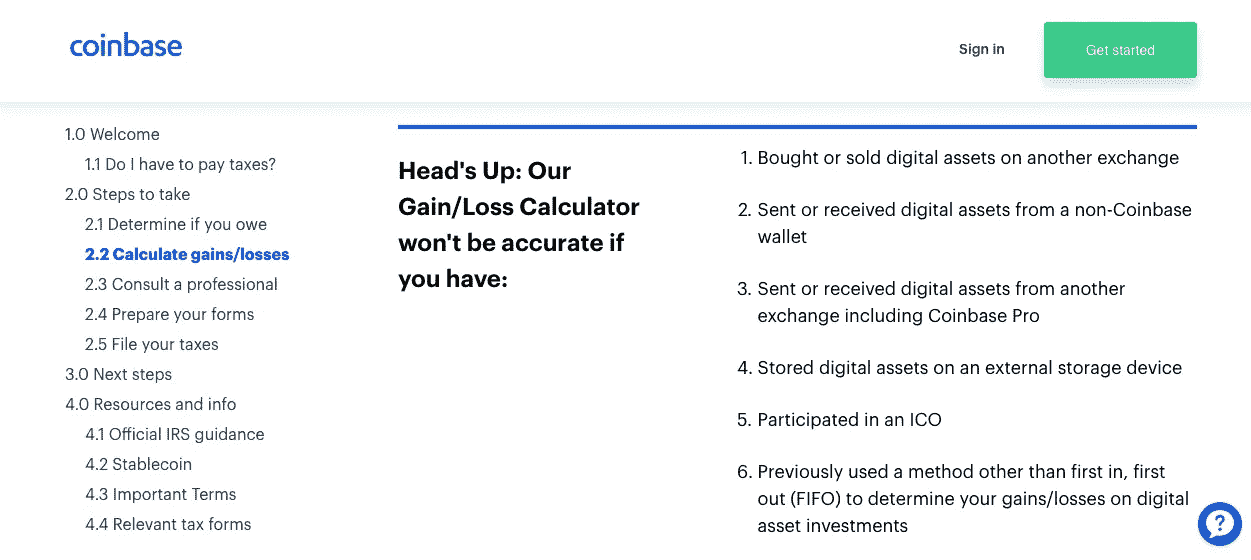 coinbase
Sign in
Get started
1.0 Welcome
1.1 Do I have to pay taxes?
2.0 Steps to take
2.1 Determine if you owe
2.2 Calculate gains/losses
2.3 Consult a professional
2.4 Prepare your forms
2.5 File your taxes
3.0 Next steps
4.0 Resources and info
4.1 Official IRS guidance
4.2 Stablecoin
4.3 Important Terms
4.4 Relevant tax forms
Head's Up: Our
Gain/Loss Calculator
won't be accurate if
you have:
1. Bought or sold digital assets on another exchange
2. Sent or received digital assets from a non-Coinbase
wallet
3. Sent or received digital assets from another
exchange including Coinbase Pro
4. Stored digital assets on an external storage device
5. Participated in an ICO
6. Previously used a method other than first in, first
out (FIFO) to determine your gains/losses on digital
asset investments
?